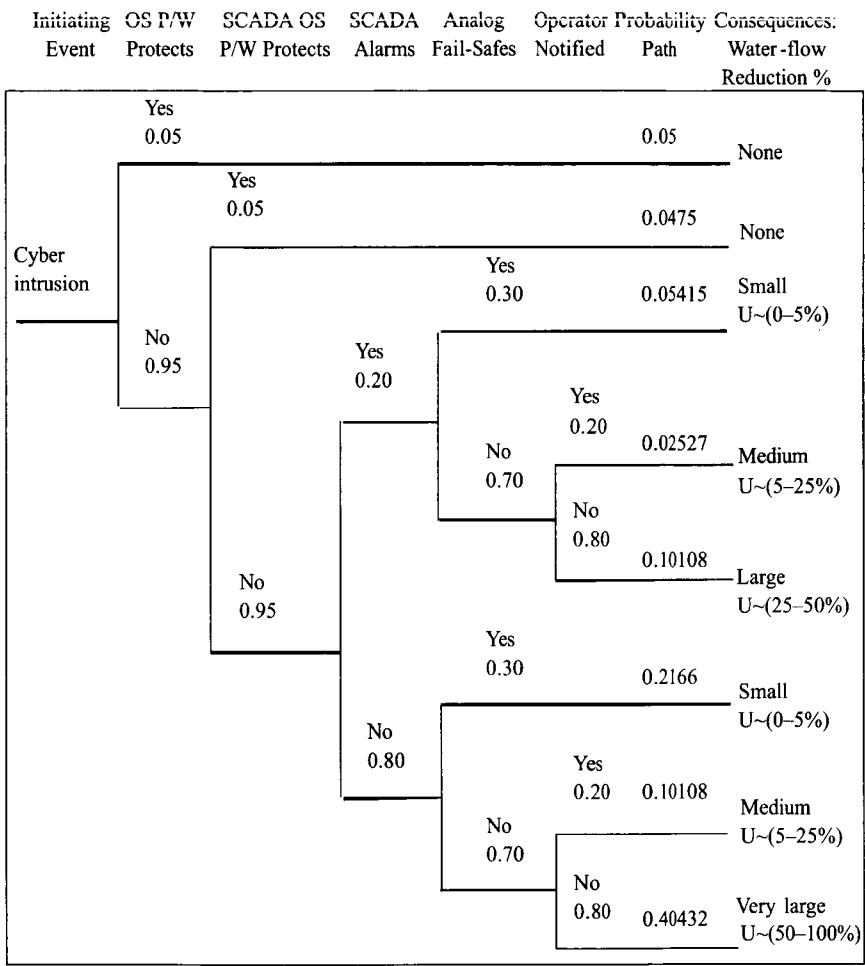 Initiating OS P/W SCADA OS SCADA Analog Operator Probability Consequences:
Event Protects P/W Protects Alarms Fail-Safes Notified Path Water-flow
Reduction %
Yes
0.05 0.05
None
Yes
0.05 0.0475
None
Cyber
intrusion
Yes
0.30 0.05415 Small
U~(0–5%)
No
0.95
Yes
0.20
Yes
0.20 0.02527
No
0.70
Medium
U~(5–25%)
No
0.80 0.10108
Large
U~(25–50%)
No
0.95
Yes
0.30 0.2166
Small
U~(0–5%)
No
0.80
Yes
0.20 0.10108
Medium
U~(5–25%)
No
0.70
No
0.80 0.40432
Very large
U~(50–100%)